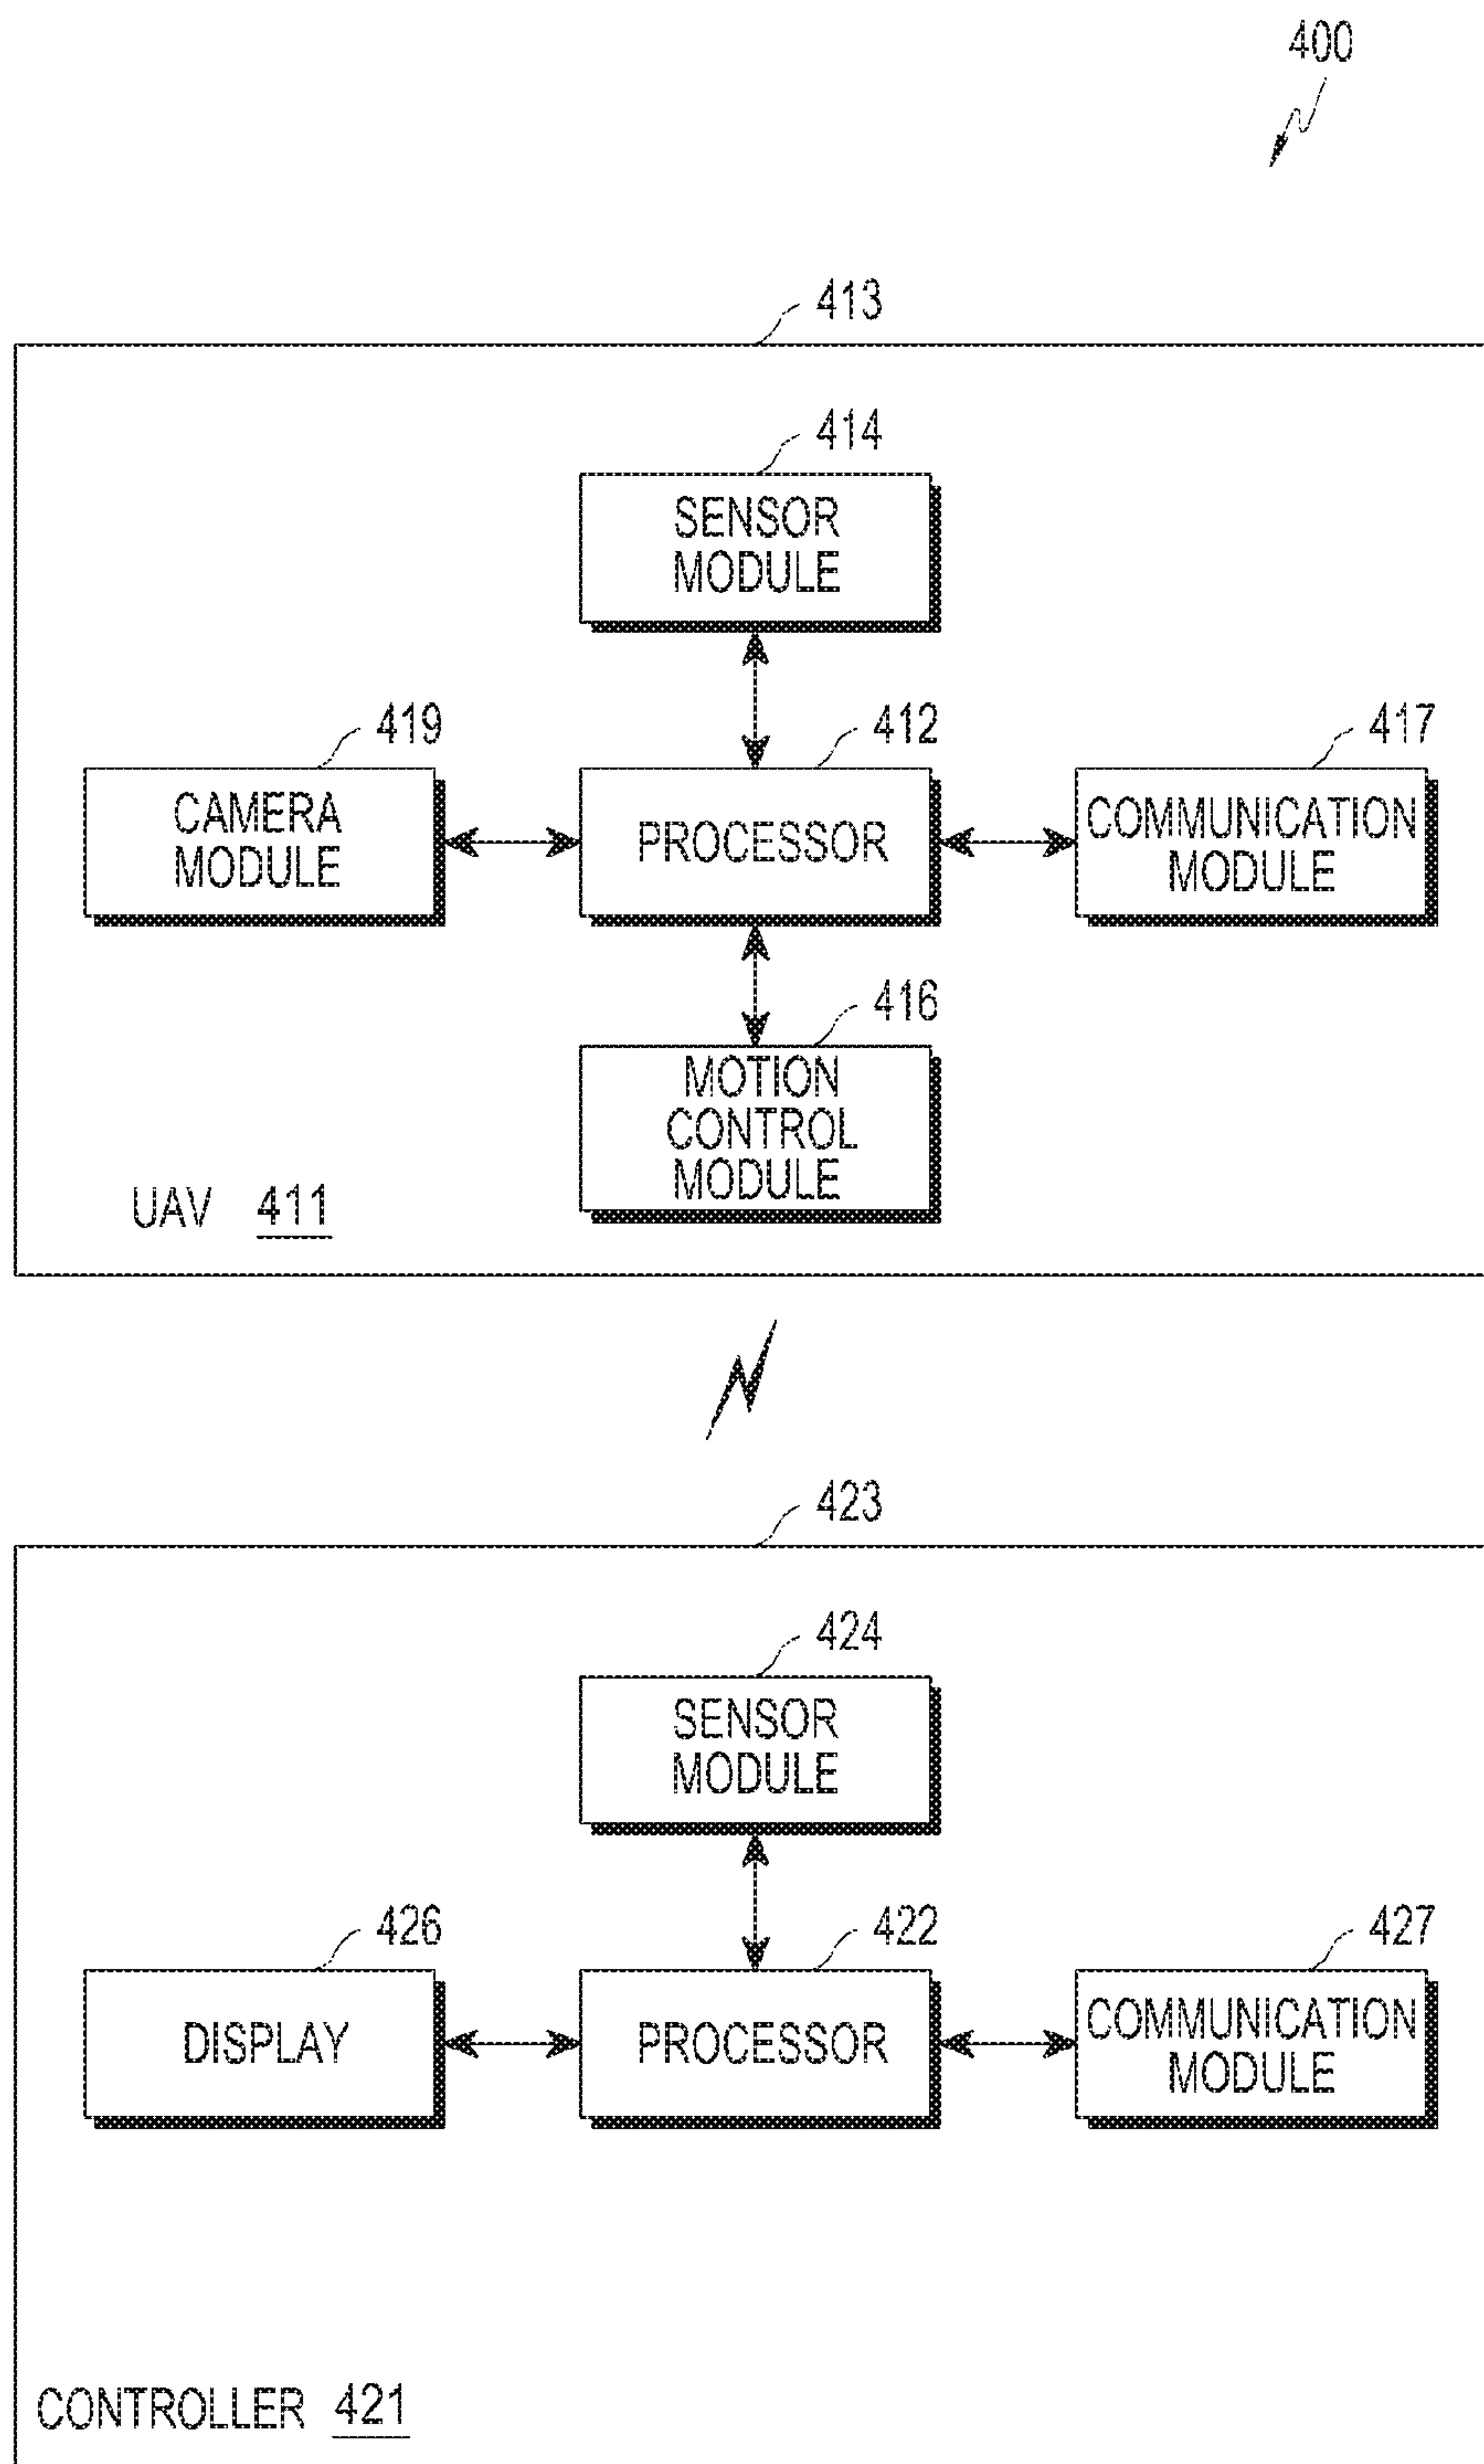 400
413
414
SENSOR
MODULE
419
412
417
CAMERA
MODULE
PROCESSOR
COMMUNICATION
MODULE
416
MOTION
CONTROL
MODULE
UAV 411
423
424
SENSOR
MODULE
426
422
427
DISPLAY
PROCESSOR
COMMUNICATION
MODULE
CONTROLLER 421